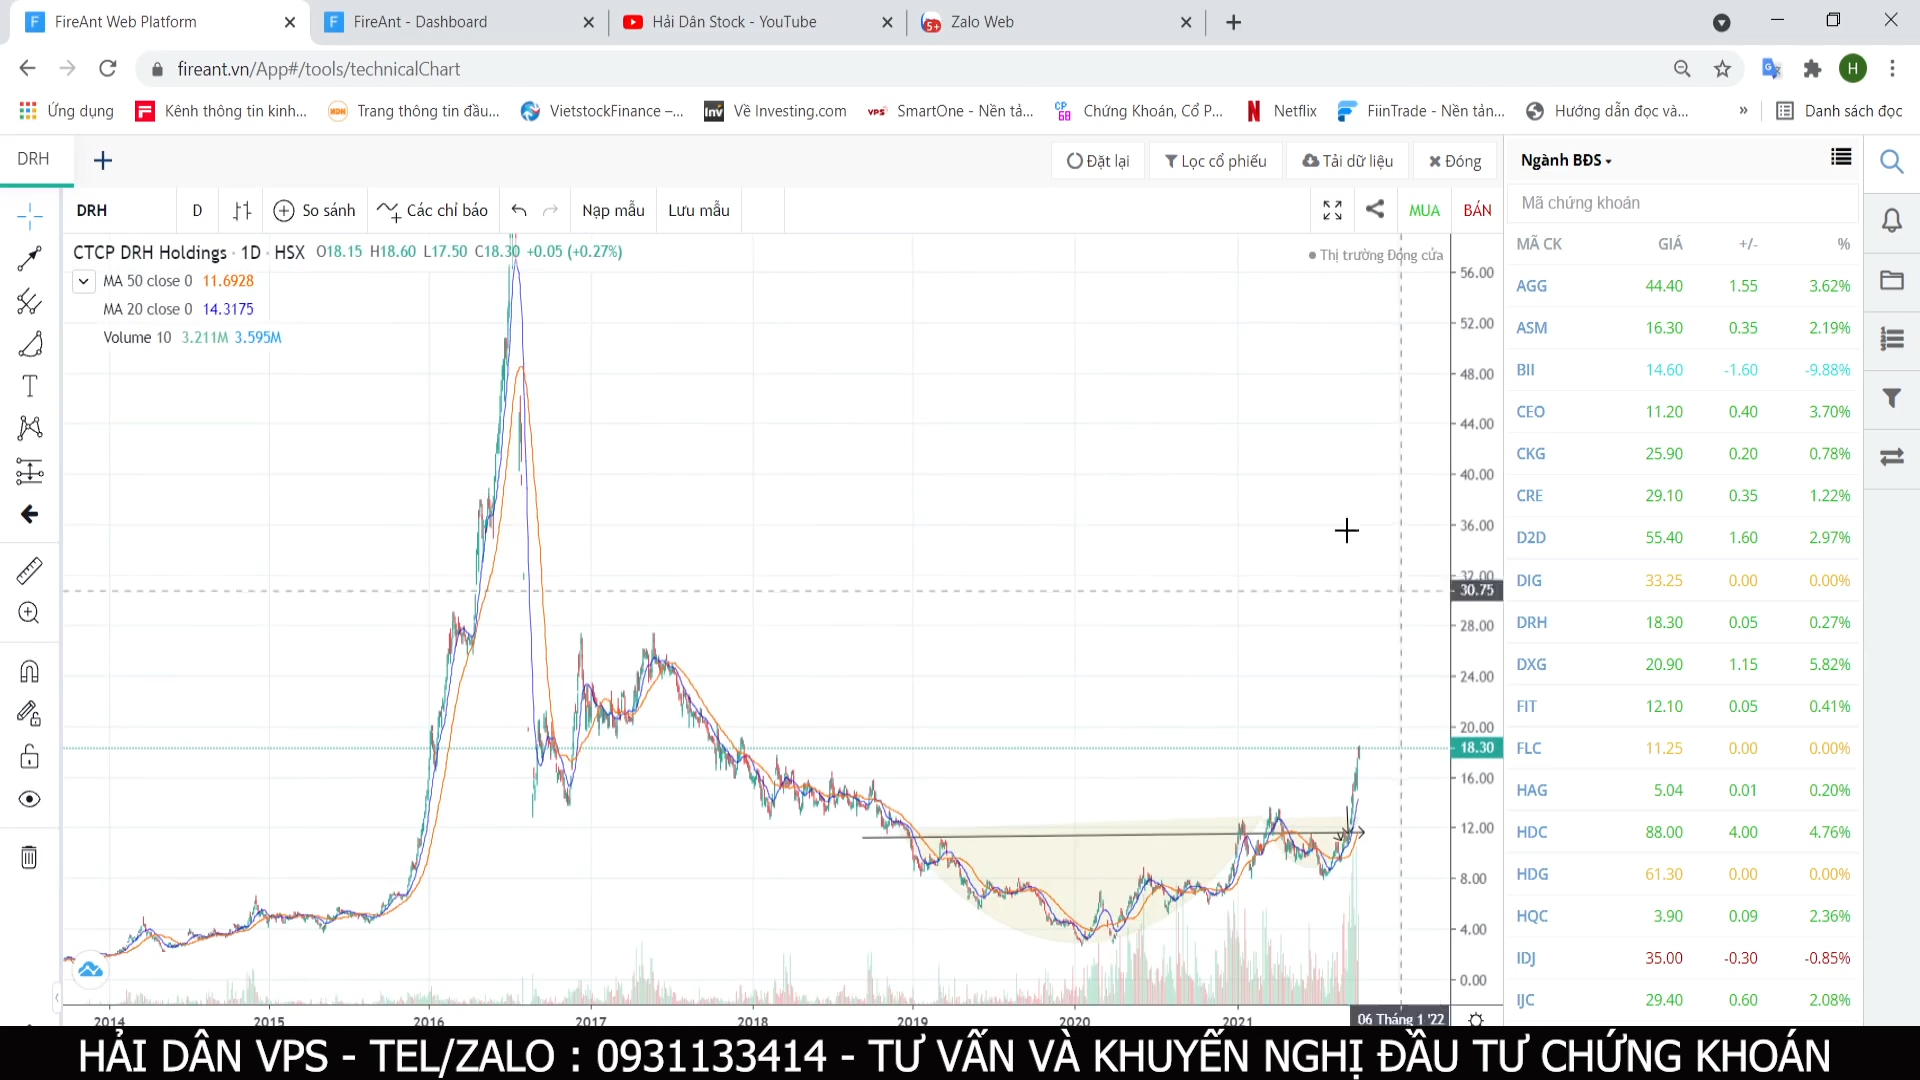 FireAnt Web Platform
FireAnt - Dashboard
Hải Dân Stock - YouTube
5+
Zalo Web
fireant.vn/App#/tools/technicalChart
H
Ứng dụng
Kênh thông tin kinh...
Trang thông tin đầu...
VietstockFinance –...
Inv
Về Investing.com
VPS
SmartOne - Nền tả...
CP 68
Chứng Khoán, Cổ P...
Netflix
FiinTrade - Nền tản...
Hướng dẫn đọc và...
»
Danh sách đọc
DRH
Đặt lại
Lọc cổ phiếu
Tải dữ liệu
Đóng
Ngành BĐS
DRH
D
So sánh
Các chỉ báo
Nạp mẫu
Lưu mẫu
MUA
BÁN
Mã chứng khoán
CTCP DRH Holdings · 1D · HSX O18.15 H18.60 L17.50 C18.30 +0.05 (+0.27%)
Thị trường Đóng cửa
MA 50 close 0 11.6928
MA 20 close 0 14.3175
Volume 10 3.211M 3.595M
56.00
52.00
48.00
44.00
40.00
36.00
32.00
30.75
28.00
24.00
20.00
18.30
16.00
12.00
8.00
4.00
0.00
2014 2015 2016 2017 2018 2019 2020 2021 06 Tháng 1 '22
MÃ CK GIÁ +/- %
AGG 44.40 1.55 3.62%
ASM 16.30 0.35 2.19%
BII 14.60 -1.60 -9.88%
CEO 11.20 0.40 3.70%
CKG 25.90 0.20 0.78%
CRE 29.10 0.35 1.22%
D2D 55.40 1.60 2.97%
DIG 33.25 0.00 0.00%
DRH 18.30 0.05 0.27%
DXG 20.90 1.15 5.82%
FIT 12.10 0.05 0.41%
FLC 11.25 0.00 0.00%
HAG 5.04 0.01 0.20%
HDC 88.00 4.00 4.76%
HDG 61.30 0.00 0.00%
HQC 3.90 0.09 2.36%
IDJ 35.00 -0.30 -0.85%
IJC 29.40 0.60 2.08%
HẢI DÂN VPS - TEL/ZALO : 0931133414 - TƯ VẤN VÀ KHUYẾN NGHỊ ĐẦU TƯ CHỨNG KHOÁN